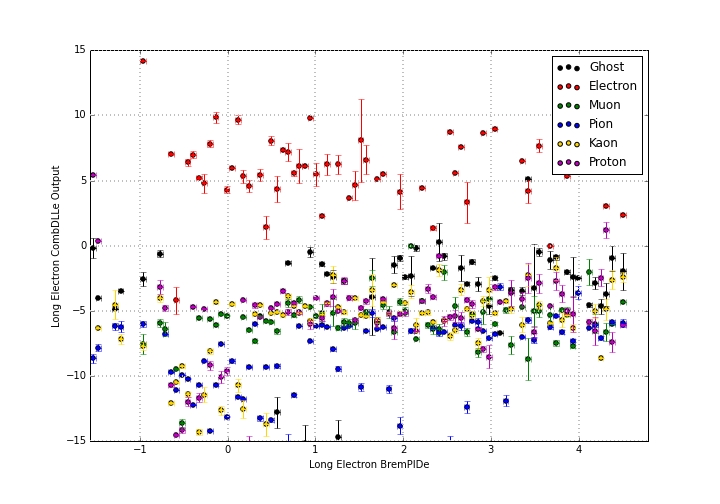 15
10
5
0
−5
−10
−15
−1
0
1
2
3
4
Long Electron CombDLLe Output
Long Electron BremPIDe
Ghost
Electron
Muon
Pion
Kaon
Proton